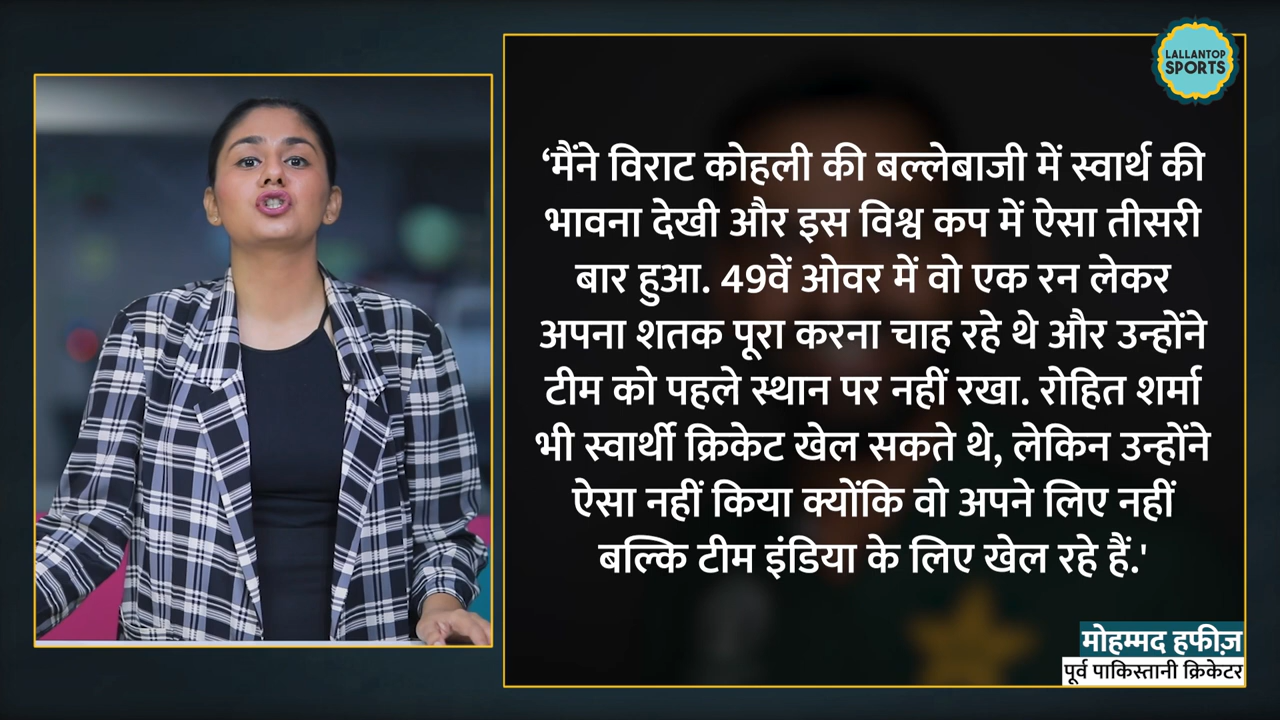 LALLANTOP
SPORTS
‘मैंने विराट कोहली की बल्लेबाजी में स्वार्थ की
भावना देखी और इस विश्व कप में ऐसा तीसरी
बार हुआ. 49वें ओवर में वो एक रन लेकर
अपना शतक पूरा करना चाह रहे थे और उन्होंने
टीम को पहले स्थान पर नहीं रखा. रोहित शर्मा
भी स्वार्थी क्रिकेट खेल सकते थे, लेकिन उन्होंने
ऐसा नहीं किया क्योंकि वो अपने लिए नहीं
बल्कि टीम इंडिया के लिए खेल रहे हैं.'
मोहम्मद हफीज़
पूर्व पाकिस्तानी क्रिकेटर